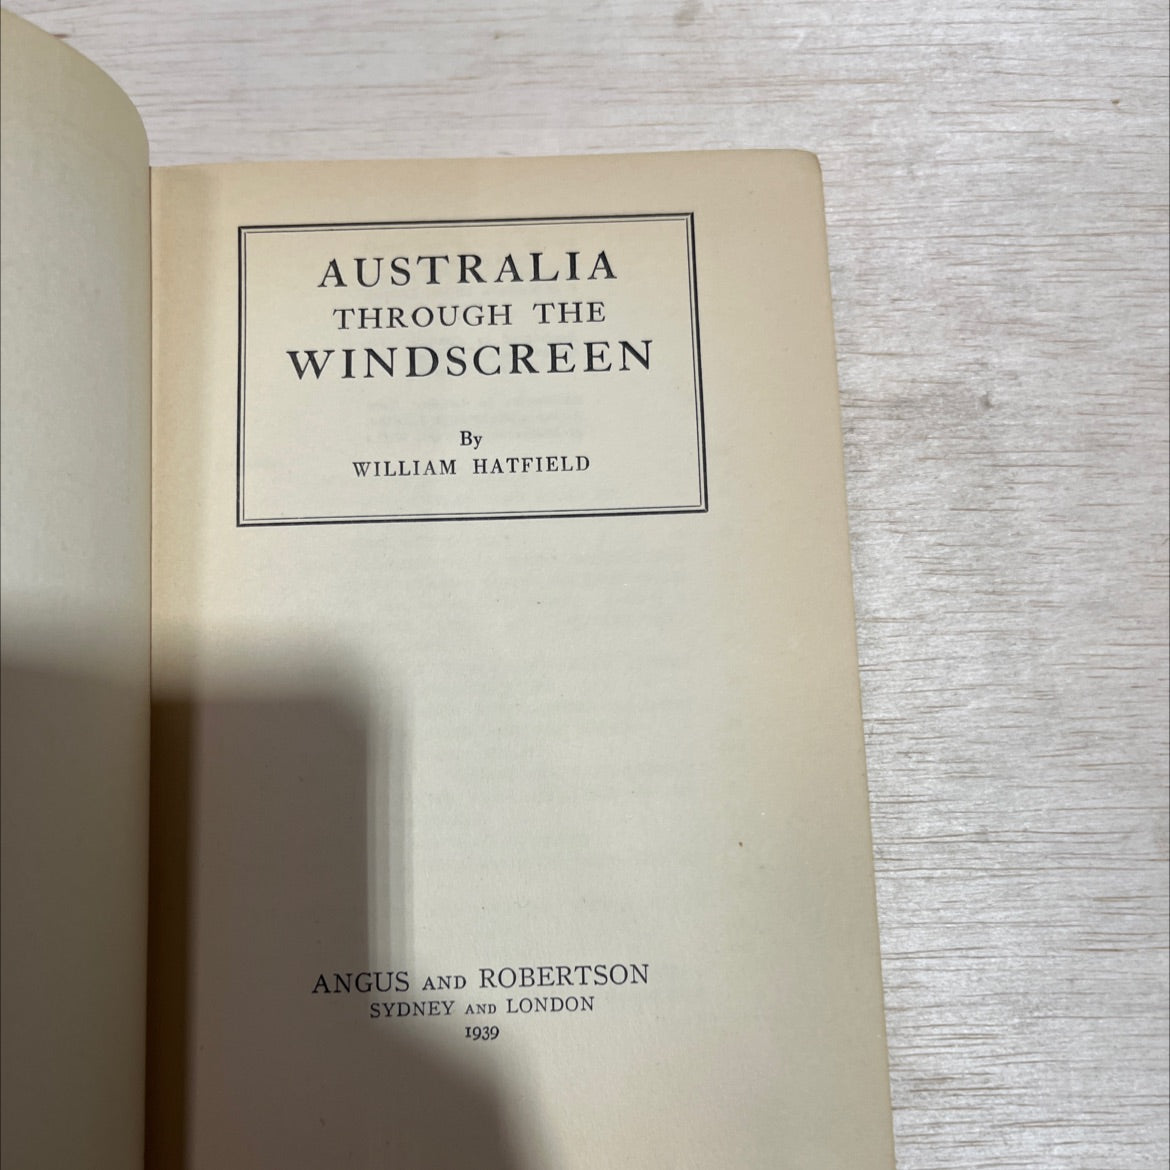 AUSTRALIA
THROUGH THE
WINDSCREEN
By
WILLIAM HATFIELD
ANGUS AND ROBERTSON
SYDNEY AND LONDON
1939